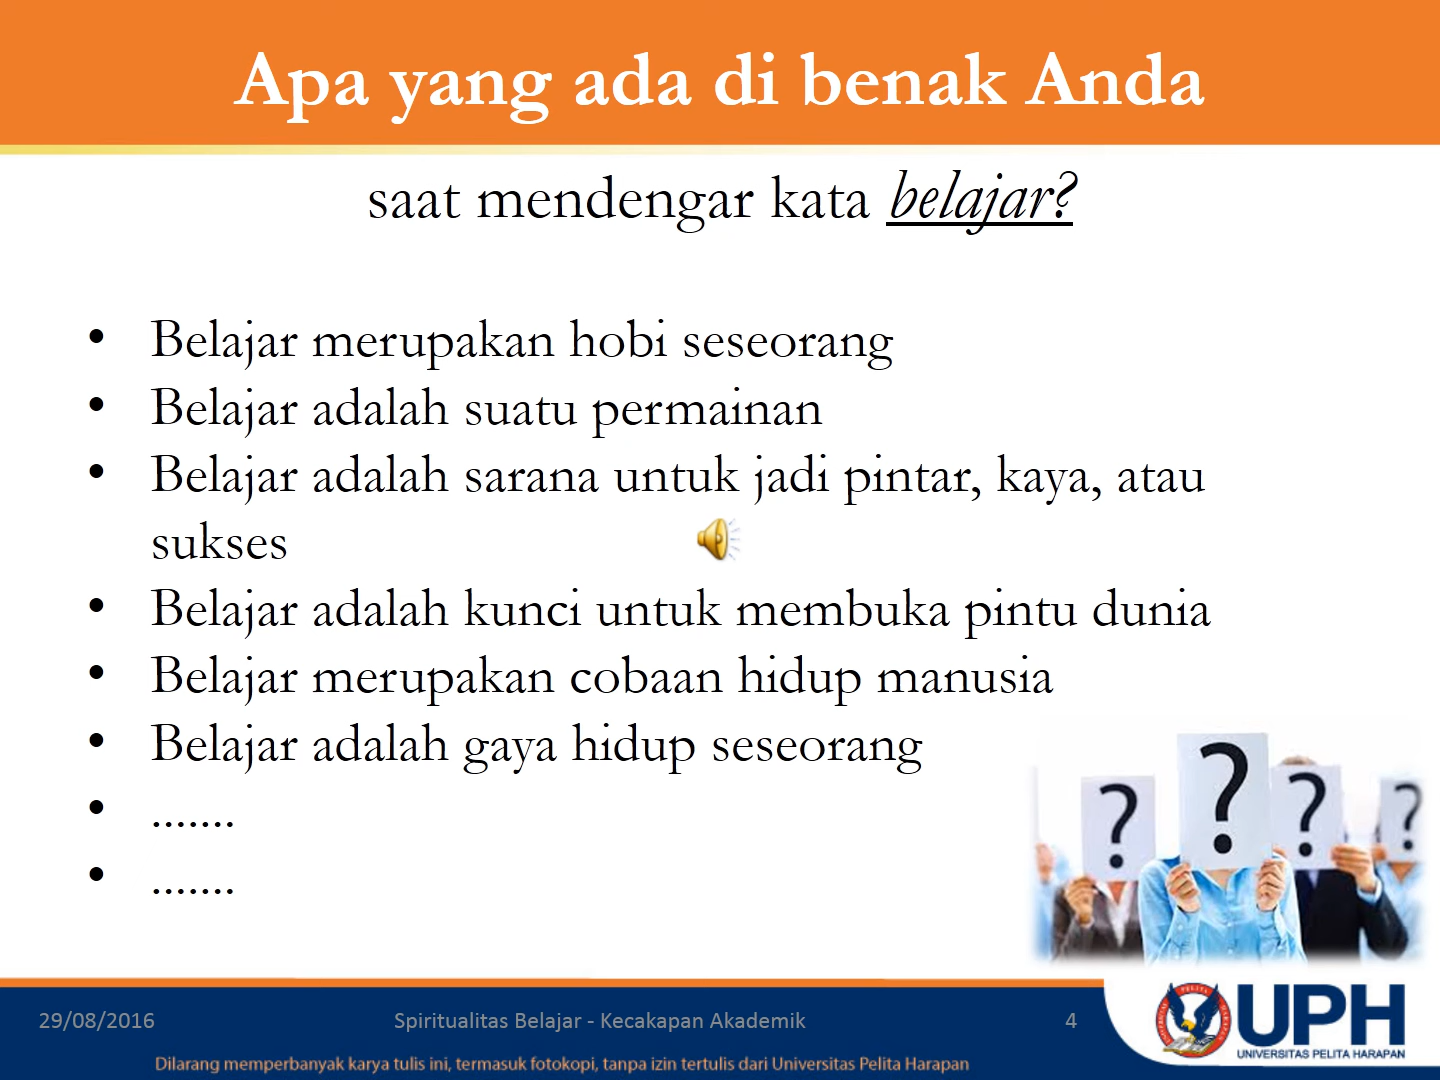 Apa yang ada di benak Anda
saat mendengar kata belajar?
• Belajar merupakan hobi seseorang
• Belajar adalah suatu permainan
• Belajar adalah sarana untuk jadi pintar, kaya, atau
sukses
• Belajar adalah kunci untuk membuka pintu dunia
• Belajar merupakan cobaan hidup manusia
• Belajar adalah gaya hidup seseorang
• .......
• .......
? ? ? ?
29/08/2016
Spiritualitas Belajar - Kecakapan Akademik
4
UPH
UNIVERSITAS PELITA HARAPAN
Dilarang memperbanyak karya tulis ini, termasuk fotokopi, tanpa izin tertulis dari Universitas Pelita Harapan